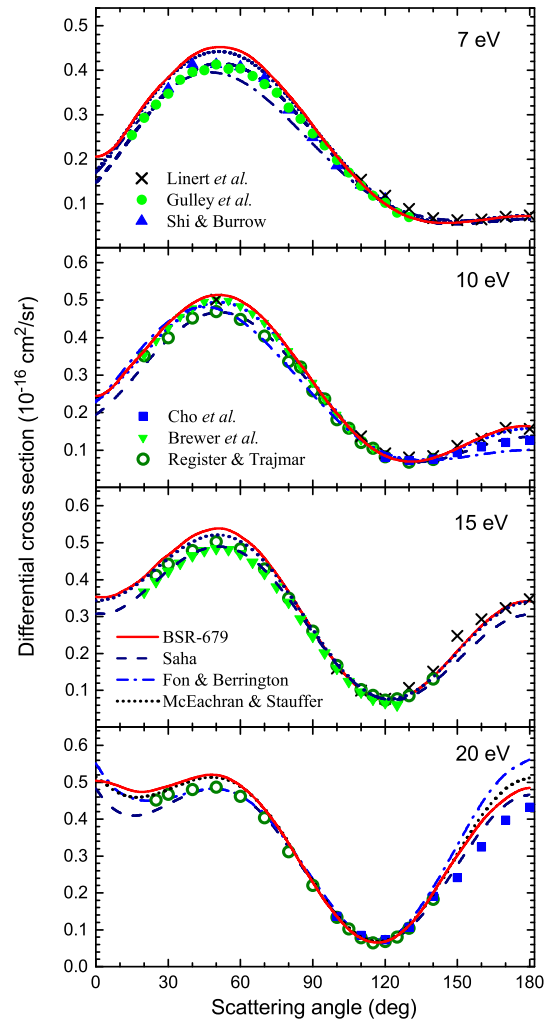 7 eV
0.5
0.4
0.3
0.2
0.1
Linert et al.
Gulley et al.
Shi & Burrow
10 eV
0.6
0.5
0.4
0.3
0.2
0.1
Cho et al.
Brewer et al.
Register & Trajmar
15 eV
0.6
0.5
0.4
0.3
0.2
0.1
BSR-679
Saha
Fon & Berrington
McEachran & Stauffer
20 eV
0.6
0.5
0.4
0.3
0.2
0.1
0.0
0 30 60 90 120 150 180
Scattering angle (deg)
Differential cross section (10⁻¹⁶ cm²/sr)